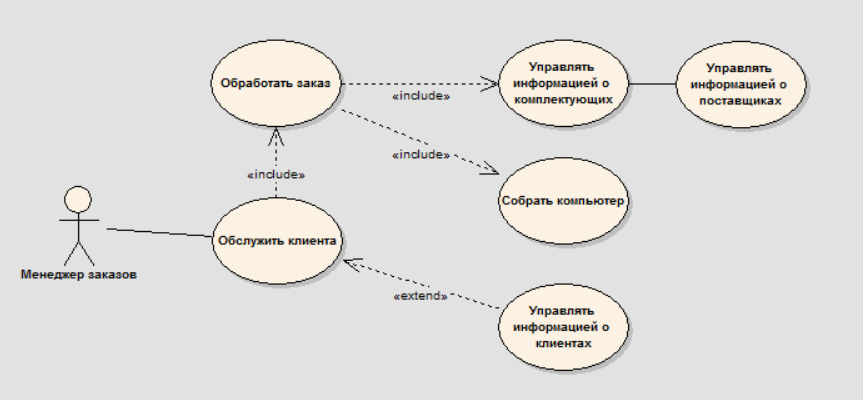 Обработать заказ
«include»
Управлять
информацией о
комплектующих
Управлять
информацией о
поставщиках
«include»
Собрать компьютер
«include»
Обслужить клиента
Менеджер заказов
«extend»
Управлять
информацией о
клиентах